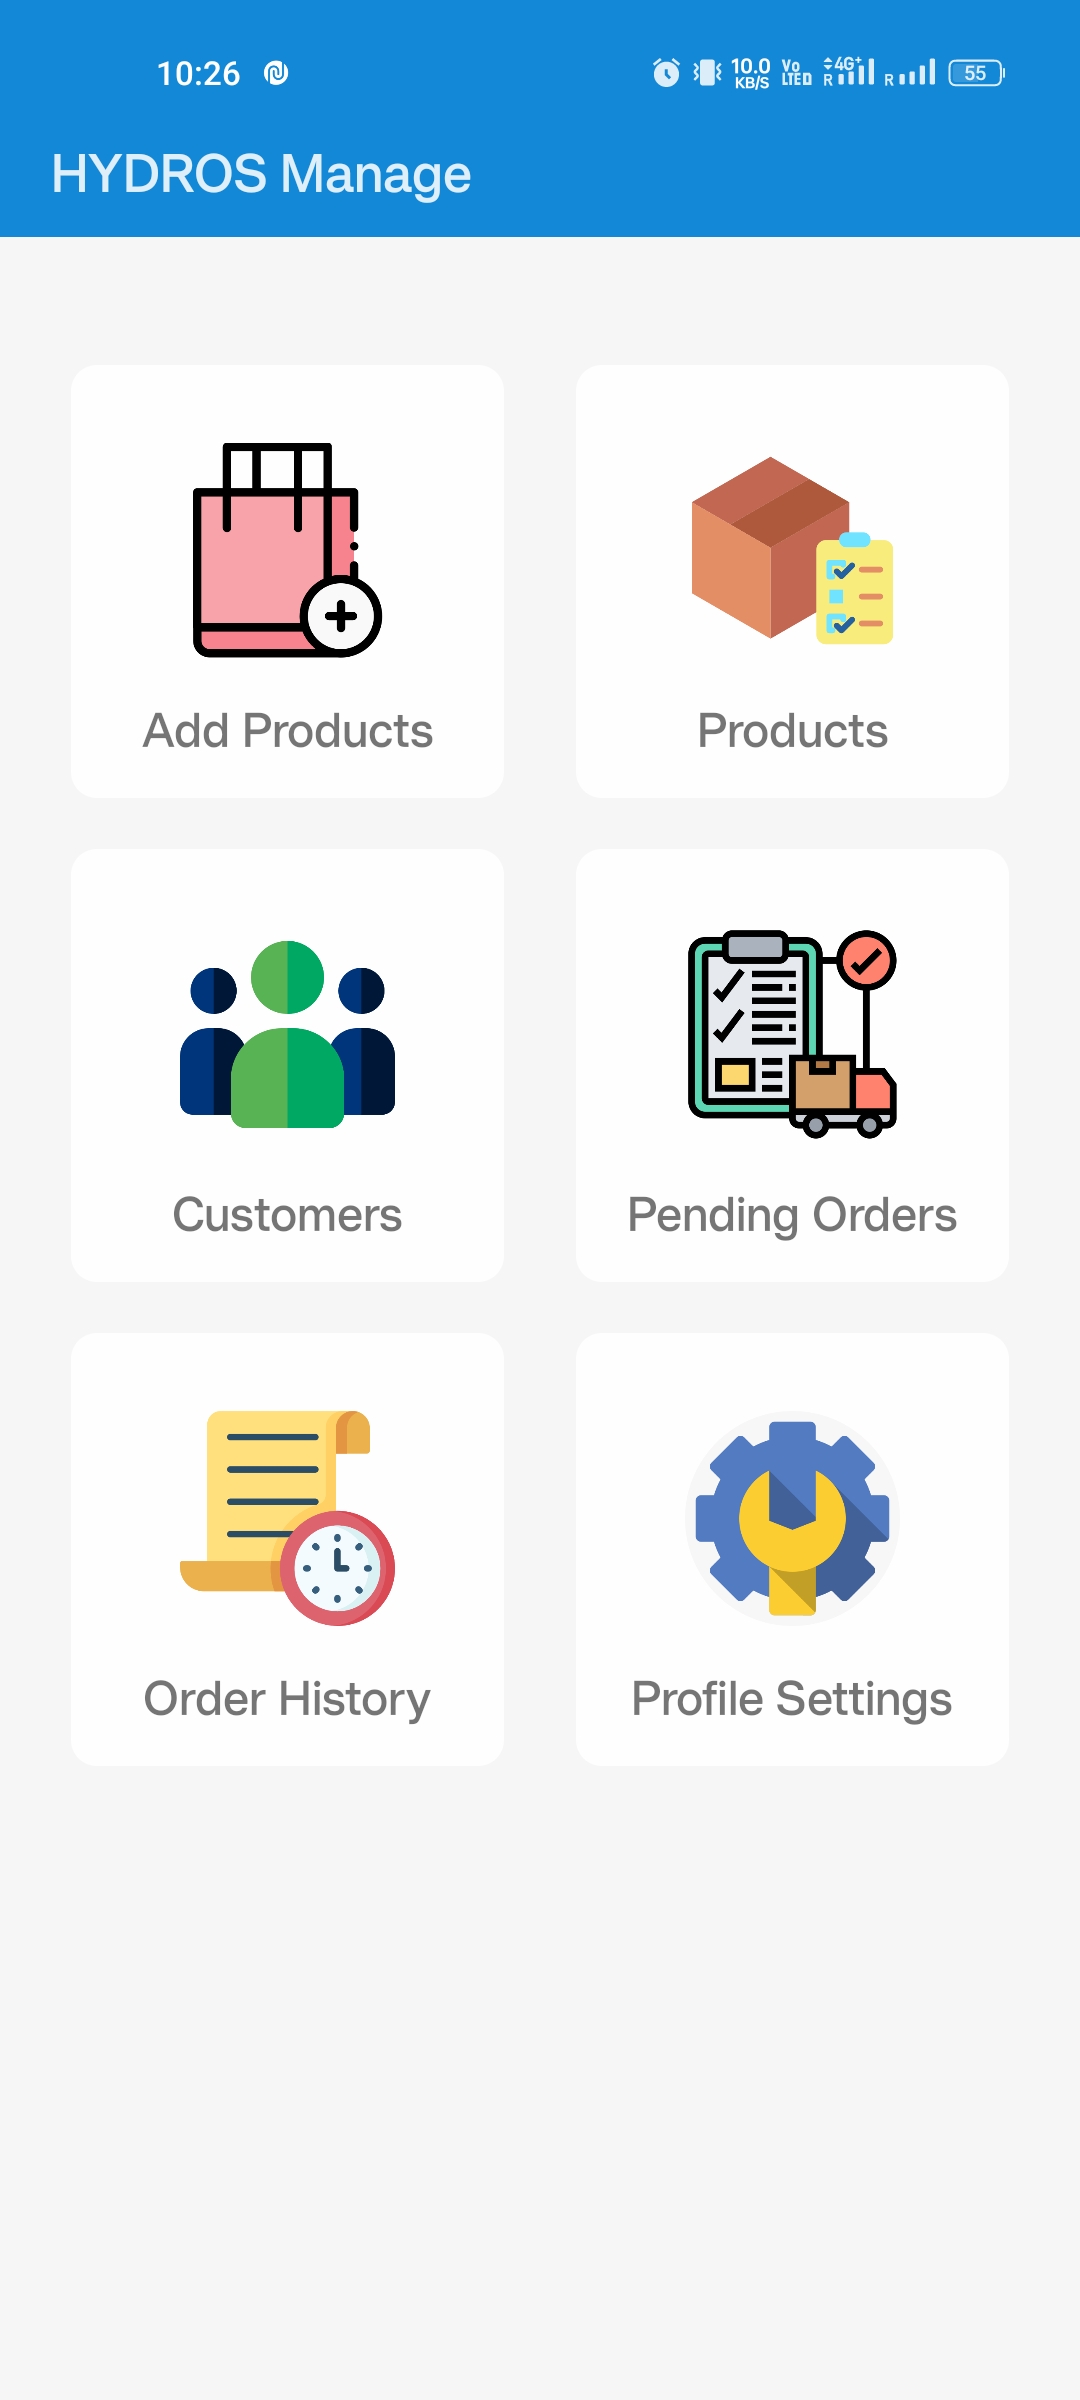 10:26 10.0 KB/S Vo LTE 4G+ R R 55
HYDROS Manage
Add Products
Products
Customers
Pending Orders
Order History
Profile Settings